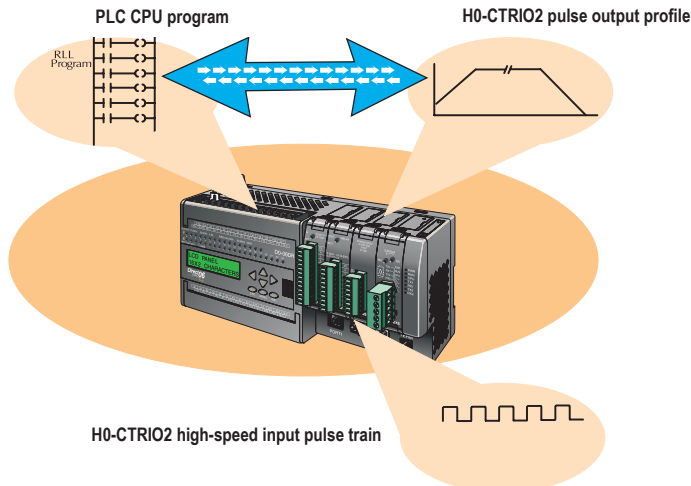 PLC CPU program
H0-CTRIO2 pulse output profile
RLL
Program
LCD PANEL
16X2 CHARACTERS
PORT1
H0-CTRIO2 high-speed input pulse train